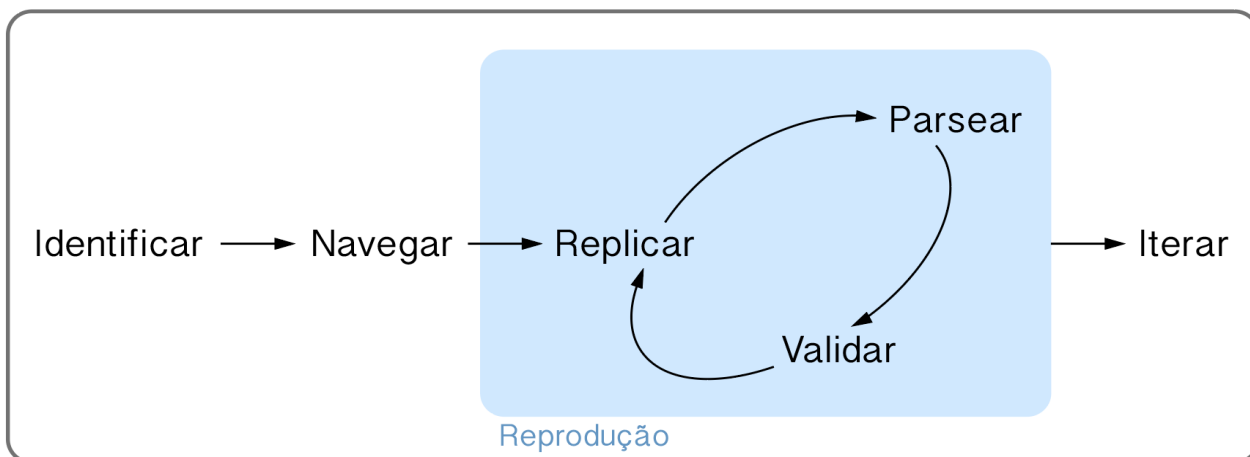 Parsear
Identificar
Navegar
Replicar
Iterar
Validar
Reprodução